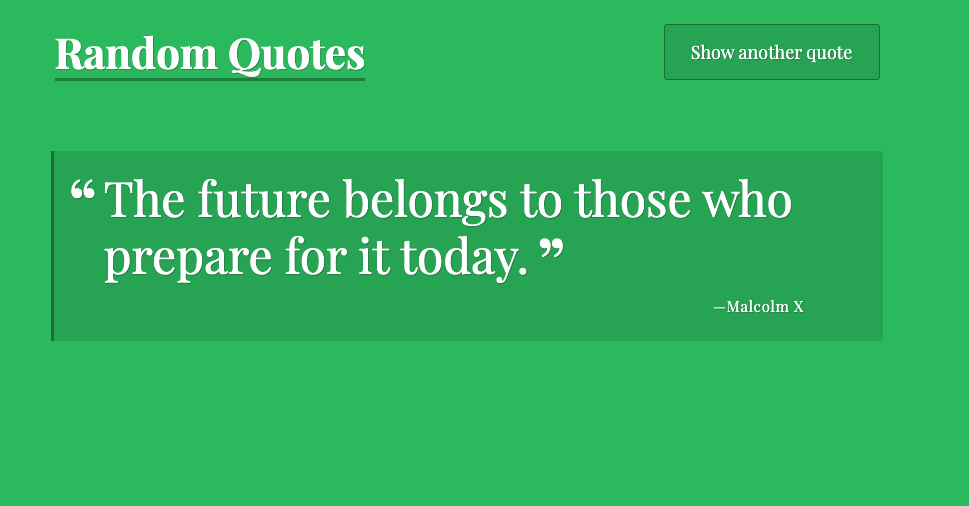 Random Quotes
Show another quote
“ The future belongs to those who
prepare for it today. ”
—Malcolm X